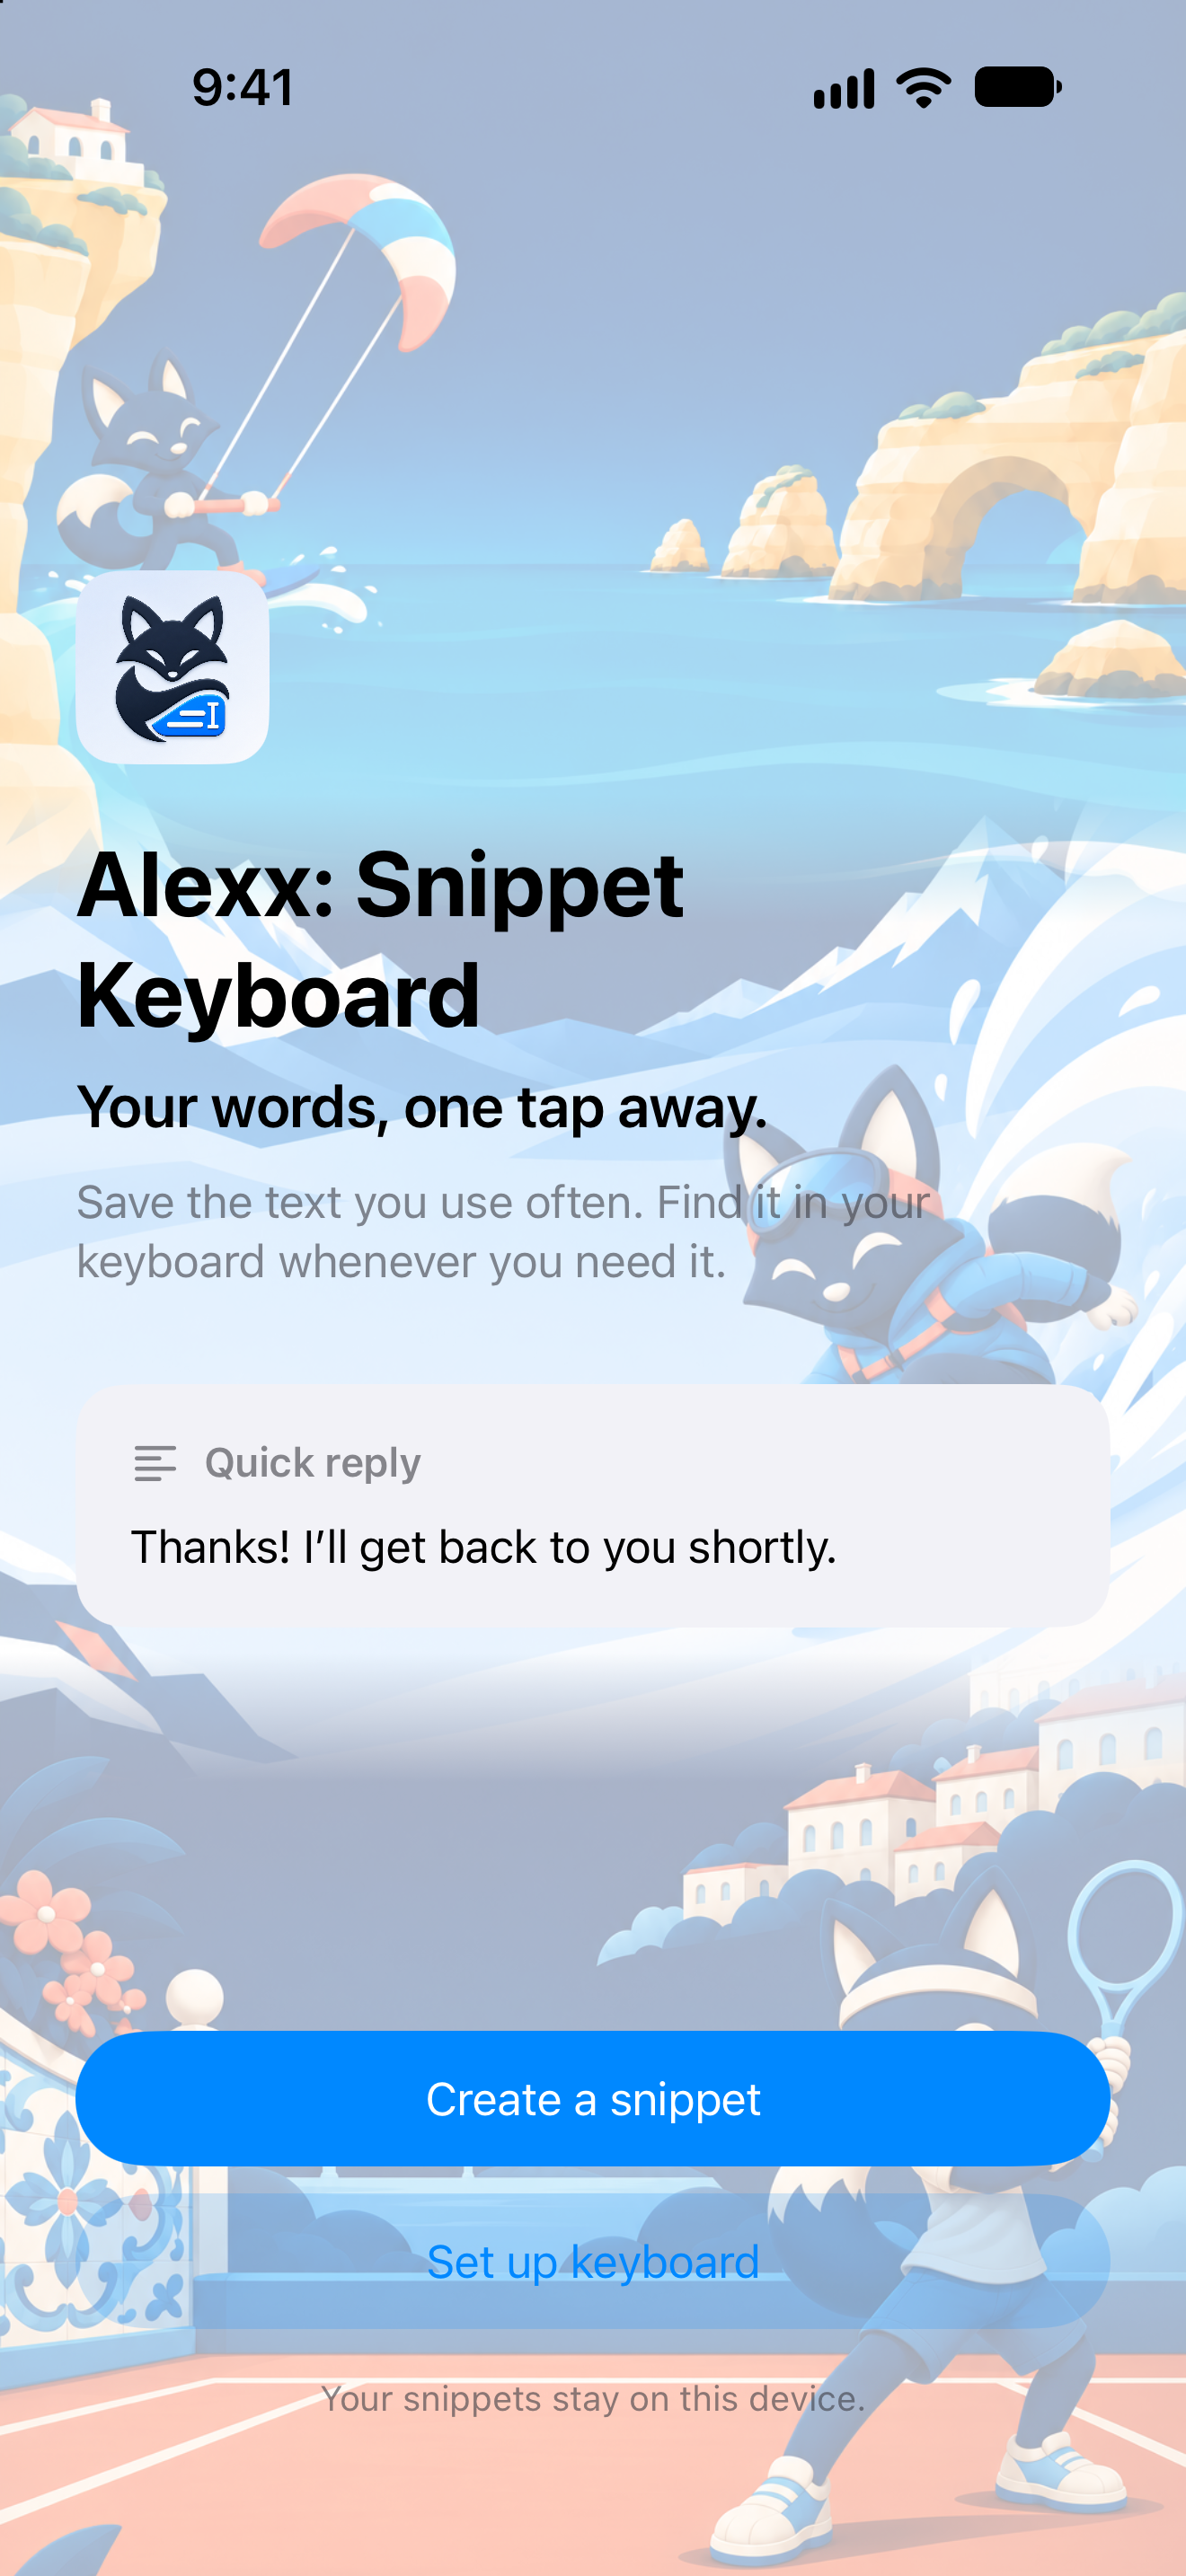 9:41
Alexx: Snippet
Keyboard
Your words, one tap away.
Save the text you use often. Find it in your
keyboard whenever you need it.
Quick reply
Thanks! I’ll get back to you shortly.
Create a snippet
Set up keyboard
Your snippets stay on this device.